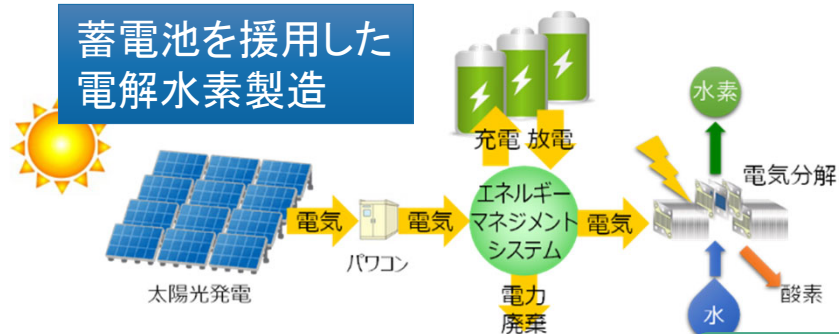 蓄電池を援用した
電解水素製造
充電 放電
水素
電気分解
電気
電気
エネルギー
マネジメント
システム
電気
パワコン
太陽光発電
電力
廃棄
酸素
水